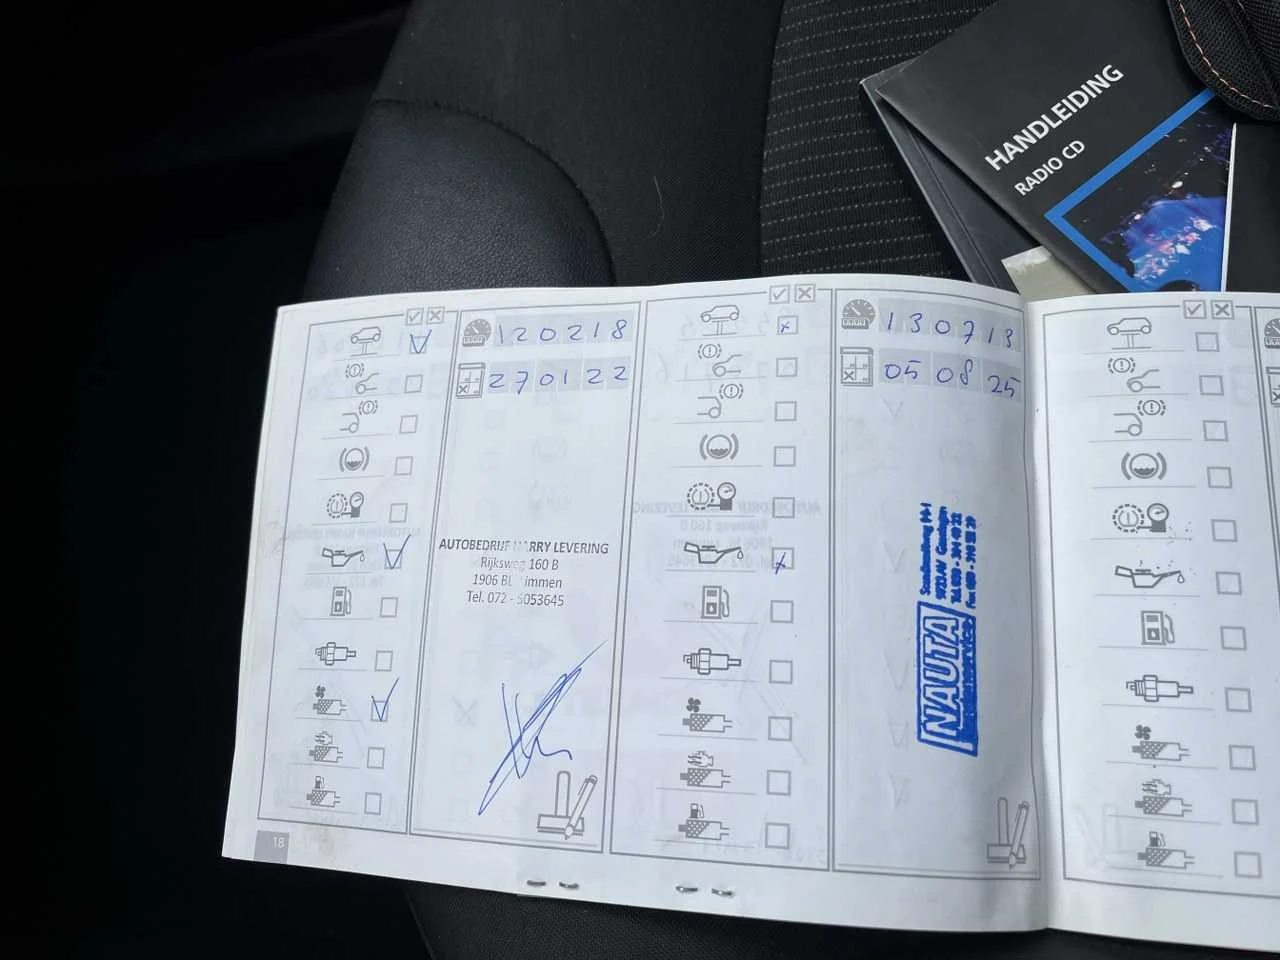 HANDLEIDING
RADIO CD
120218
270122
AUTOBEDRIJF HARRY LEVERING
Rijksweg 160 B
1906 BE Limmen
Tel. 072 - 5053645
130713
05 08 25
NAUTA
18